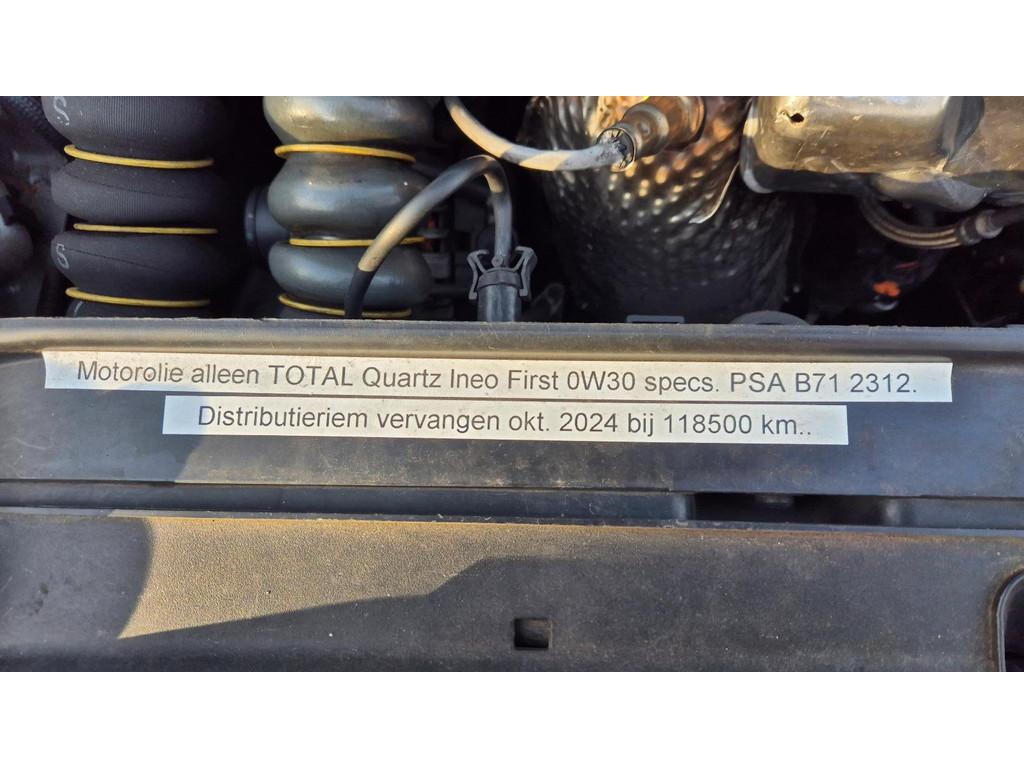 Motorolie alleen TOTAL Quartz Ineo First 0W30 specs. PSA B71 2312.
Distributieriem vervangen okt. 2024 bij 118500 km..